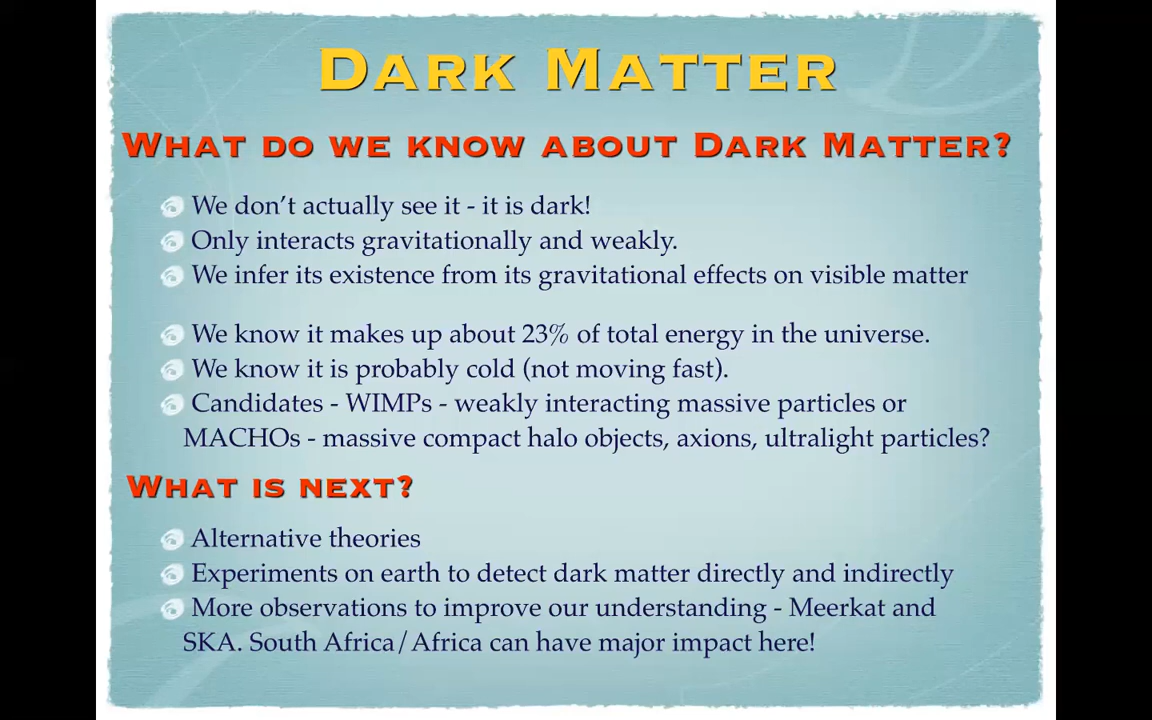 Dark Matter
What do we know about Dark Matter?
We don't actually see it - it is dark!
Only interacts gravitationally and weakly.
We infer its existence from its gravitational effects on visible matter
We know it makes up about 23% of total energy in the universe.
We know it is probably cold (not moving fast).
Candidates - WIMPs - weakly interacting massive particles or
MACHOs - massive compact halo objects, axions, ultralight particles?
What is next?
Alternative theories
Experiments on earth to detect dark matter directly and indirectly
More observations to improve our understanding - Meerkat and
SKA. South Africa/Africa can have major impact here!